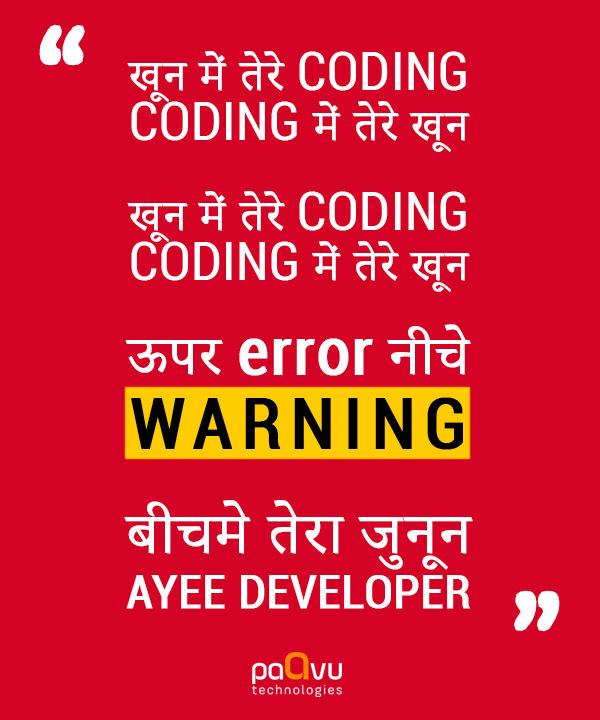 “
खून में तेरे CODING
CODING में तेरे खून
खून में तेरे CODING
CODING में तेरे खून
ऊपर error नीचे
WARNING
बीचमे तेरा जुनून
AYEE DEVELOPER
”
paavu
technologies